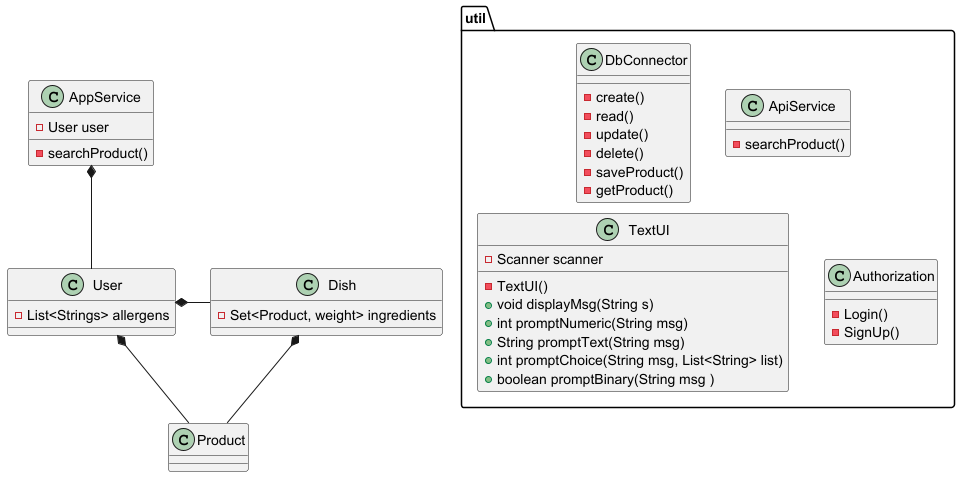 util
C DbConnector
create()
read()
update()
delete()
saveProduct()
getProduct()
C ApiService
searchProduct()
C AppService
User user
searchProduct()
C TextUI
Scanner scanner
TextUI()
void displayMsg(String s)
int promptNumeric(String msg)
String promptText(String msg)
int promptChoice(String msg, List<String> list)
boolean promptBinary(String msg )
C Authorization
Login()
SignUp()
C User
List<Strings> allergens
C Dish
Set<Product, weight> ingredients
C Product